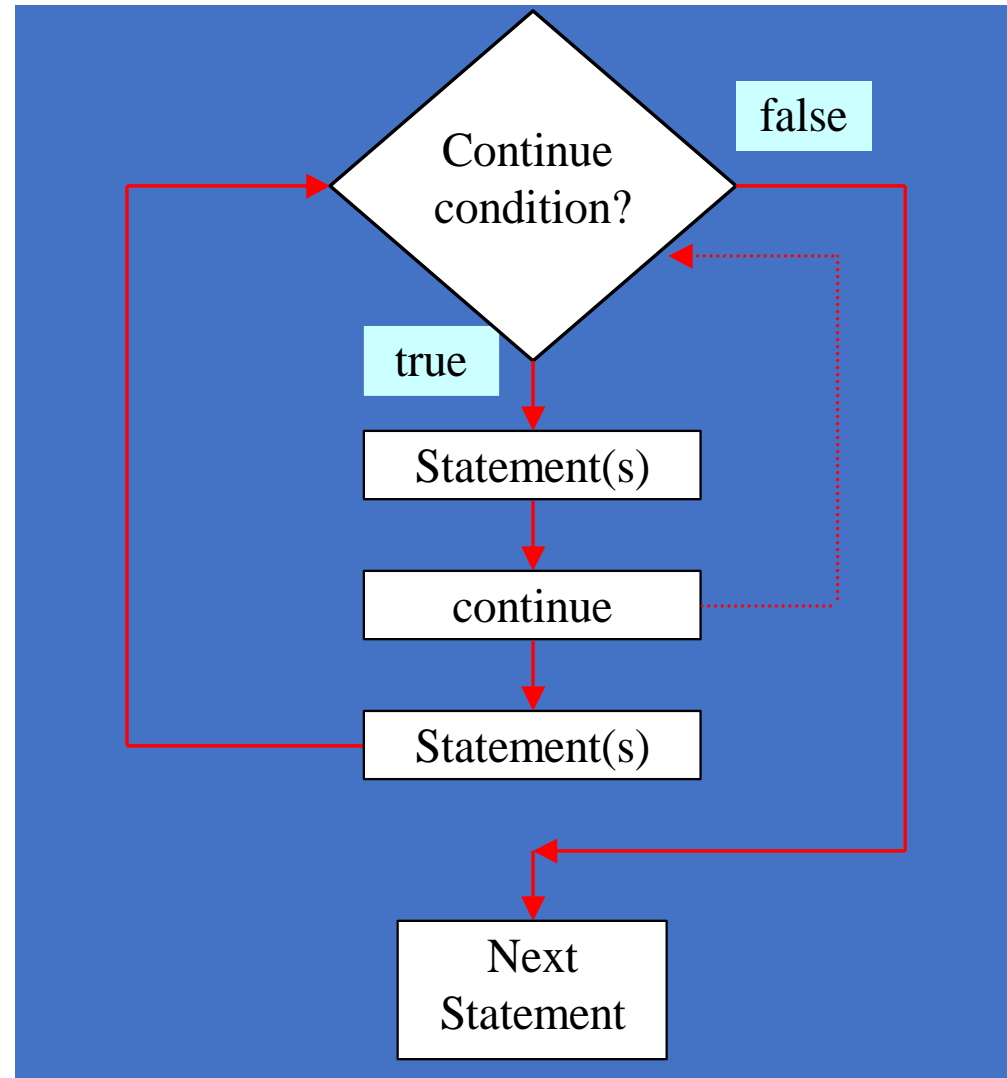 false
Continue
condition?
true
Statement(s)
continue
Statement(s)
Next
Statement